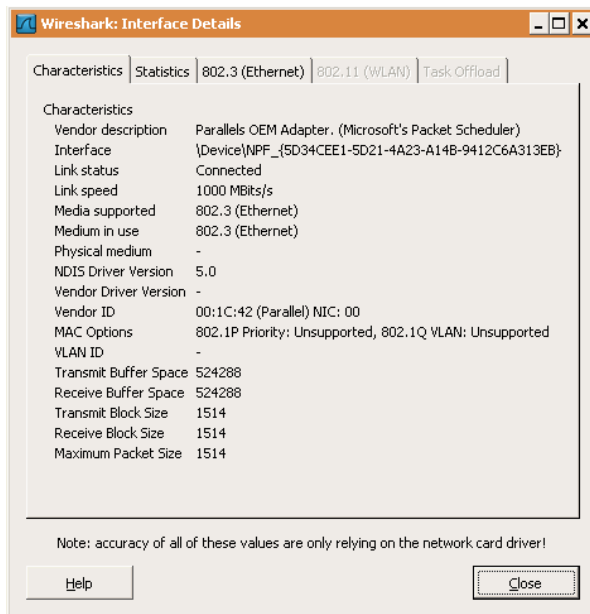 Wireshark: Interface Details
Characteristics Statistics 802.3 (Ethernet) 802.11 (WLAN) Task Offload
Characteristics
Vendor description Parallels OEM Adapter. (Microsoft's Packet Scheduler)
Interface \Device\NPF_{5D34CEE1-5D21-4A23-A14B-9412C6A313EB}
Link status Connected
Link speed 1000 MBits/s
Media supported 802.3 (Ethernet)
Medium in use 802.3 (Ethernet)
Physical medium -
NDIS Driver Version 5.0
Vendor Driver Version -
Vendor ID 00:1C:42 (Parallel) NIC: 00
MAC Options 802.1P Priority: Unsupported, 802.1Q VLAN: Unsupported
VLAN ID -
Transmit Buffer Space 524288
Receive Buffer Space 524288
Transmit Block Size 1514
Receive Block Size 1514
Maximum Packet Size 1514
Note: accuracy of all of these values are only relying on the network card driver!
Help Close